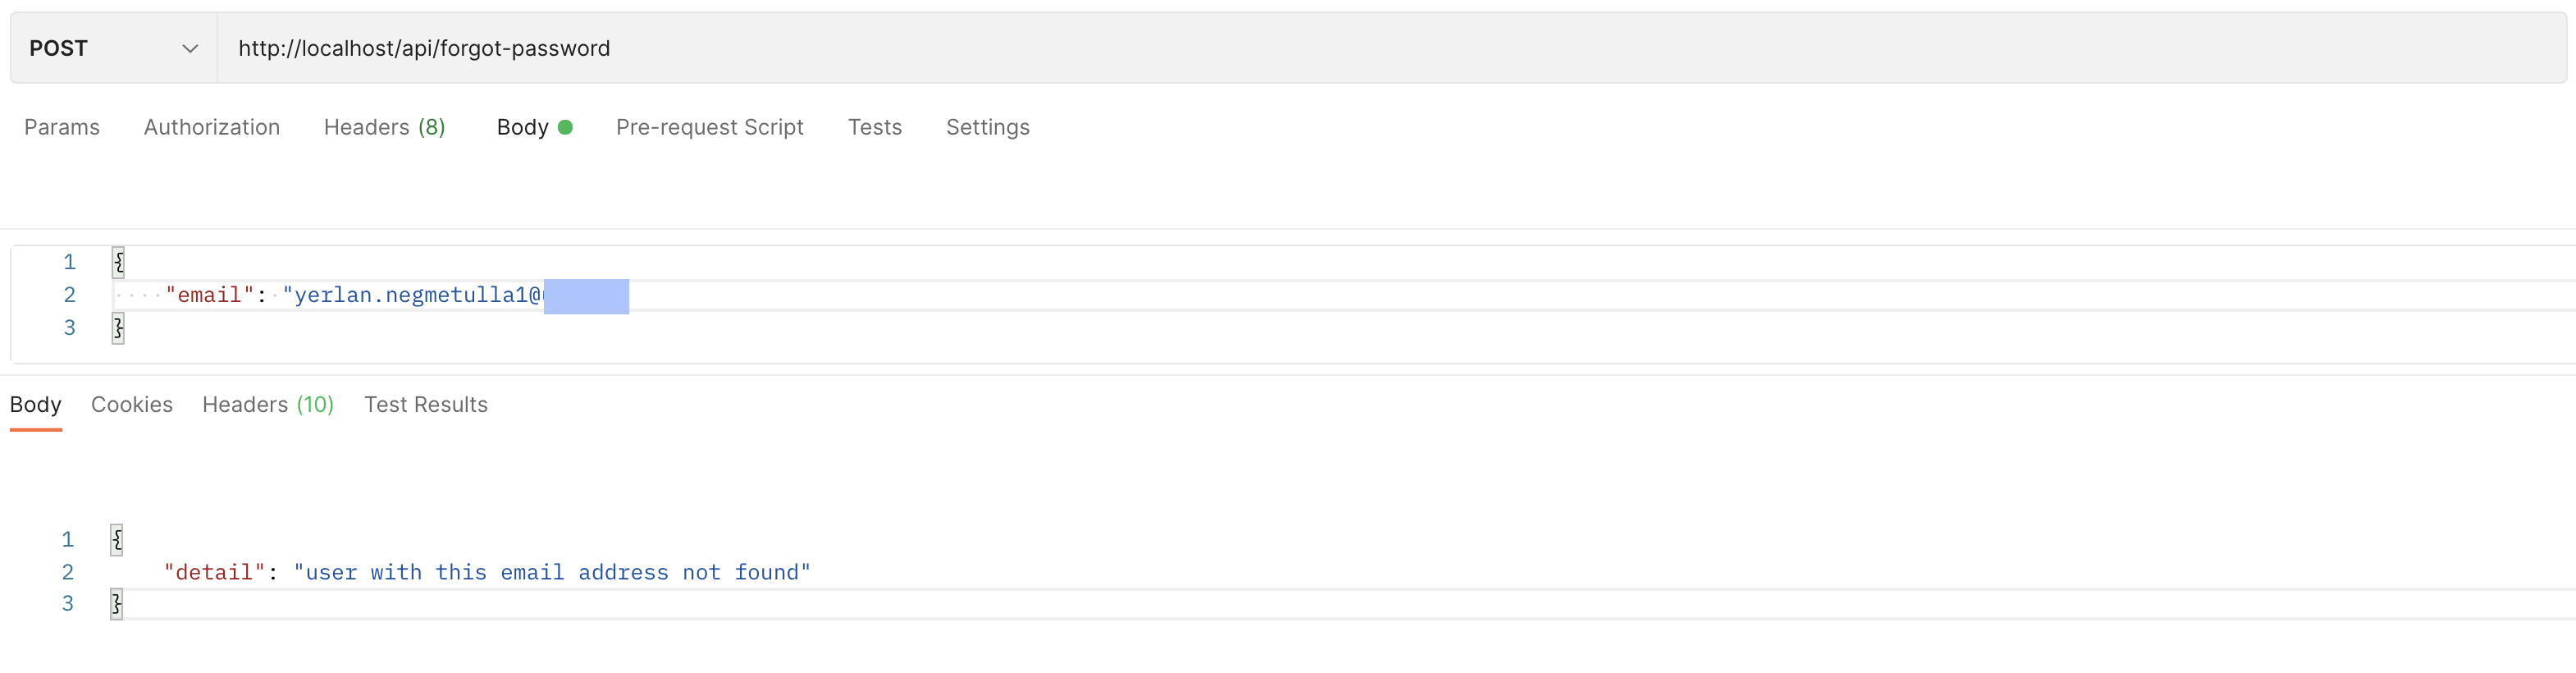 POST http://localhost/api/forgot-password
Params Authorization Headers (8) Body Pre-request Script Tests Settings
1 {
2 "email": "yerlan.negmetulla1@
3 }
Body Cookies Headers (10) Test Results
1 {
2 "detail": "user with this email address not found"
3 }